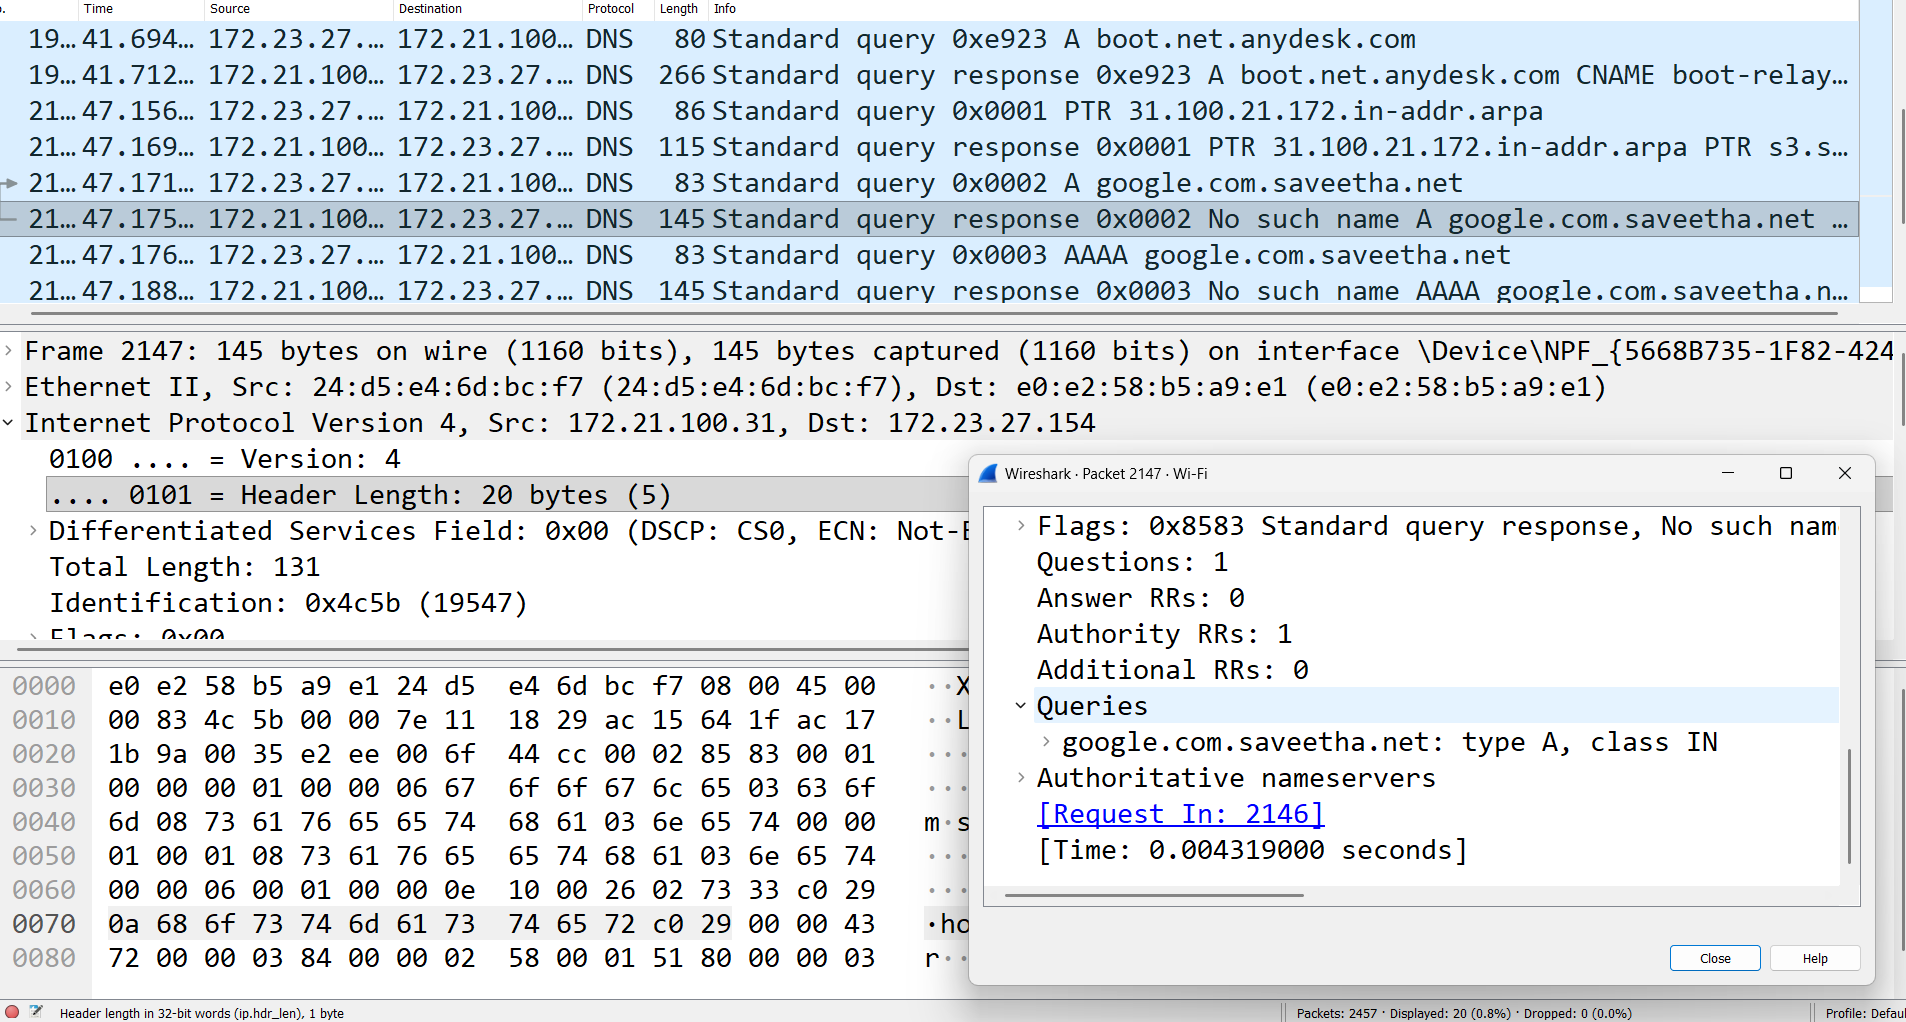 o. Time Source Destination Protocol Length Info
19… 41.694… 172.23.27.… 172.21.100… DNS 80 Standard query 0xe923 A boot.net.anydesk.com
19… 41.712… 172.21.100… 172.23.27.… DNS 266 Standard query response 0xe923 A boot.net.anydesk.com CNAME boot-relay…
21… 47.156… 172.23.27.… 172.21.100… DNS 86 Standard query 0x0001 PTR 31.100.21.172.in-addr.arpa
21… 47.169… 172.21.100… 172.23.27.… DNS 115 Standard query response 0x0001 PTR 31.100.21.172.in-addr.arpa PTR s3.s…
21… 47.171… 172.23.27.… 172.21.100… DNS 83 Standard query 0x0002 A google.com.saveetha.net
21… 47.175… 172.21.100… 172.23.27.… DNS 145 Standard query response 0x0002 No such name A google.com.saveetha.net …
21… 47.176… 172.23.27.… 172.21.100… DNS 83 Standard query 0x0003 AAAA google.com.saveetha.net
21… 47.188… 172.21.100… 172.23.27.… DNS 145 Standard query response 0x0003 No such name AAAA google.com.saveetha.n…
Frame 2147: 145 bytes on wire (1160 bits), 145 bytes captured (1160 bits) on interface \Device\NPF_{5668B735-1F82-424
Ethernet II, Src: 24:d5:e4:6d:bc:f7 (24:d5:e4:6d:bc:f7), Dst: e0:e2:58:b5:a9:e1 (e0:e2:58:b5:a9:e1)
Internet Protocol Version 4, Src: 172.21.100.31, Dst: 172.23.27.154
0100 .... = Version: 4
.... 0101 = Header Length: 20 bytes (5)
Differentiated Services Field: 0x00 (DSCP: CS0, ECN: Not-E
Total Length: 131
Identification: 0x4c5b (19547)
Flags: 0x00
0000 e0 e2 58 b5 a9 e1 24 d5 e4 6d bc f7 08 00 45 00 ··X
0010 00 83 4c 5b 00 00 7e 11 18 29 ac 15 64 1f ac 17 ··L
0020 1b 9a 00 35 e2 ee 00 6f 44 cc 00 02 85 83 00 01 ···
0030 00 00 00 01 00 00 06 67 6f 6f 67 6c 65 03 63 6f ···
0040 6d 08 73 61 76 65 65 74 68 61 03 6e 65 74 00 00 m·s
0050 01 00 01 08 73 61 76 65 65 74 68 61 03 6e 65 74 ···
0060 00 00 06 00 01 00 00 0e 10 00 26 02 73 33 c0 29 ···
0070 0a 68 6f 73 74 6d 61 73 74 65 72 c0 29 00 00 43 ·ho
0080 72 00 00 03 84 00 00 02 58 00 01 51 80 00 00 03 r··
Wireshark · Packet 2147 · Wi-Fi
Flags: 0x8583 Standard query response, No such nam
Questions: 1
Answer RRs: 0
Authority RRs: 1
Additional RRs: 0
Queries
google.com.saveetha.net: type A, class IN
Authoritative nameservers
[Request In: 2146]
[Time: 0.004319000 seconds]
Close Help
Header length in 32-bit words (ip.hdr_len), 1 byte Packets: 2457 · Displayed: 20 (0.8%) · Dropped: 0 (0.0%) Profile: Defau